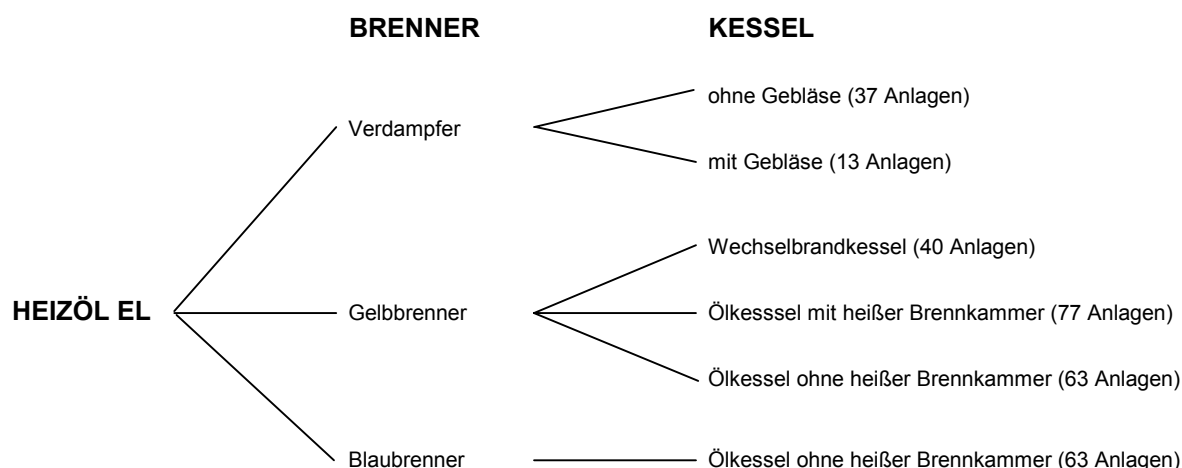 BRENNER KESSEL
ohne Gebläse (37 Anlagen)
Verdampfer
mit Gebläse (13 Anlagen)
Wechselbrandkessel (40 Anlagen)
HEIZÖL EL Gelbbrenner Ölkesssel mit heißer Brennkammer (77 Anlagen)
Ölkessel ohne heißer Brennkammer (63 Anlagen)
Blaubrenner Ölkessel ohne heißer Brennkammer (63 Anlagen)